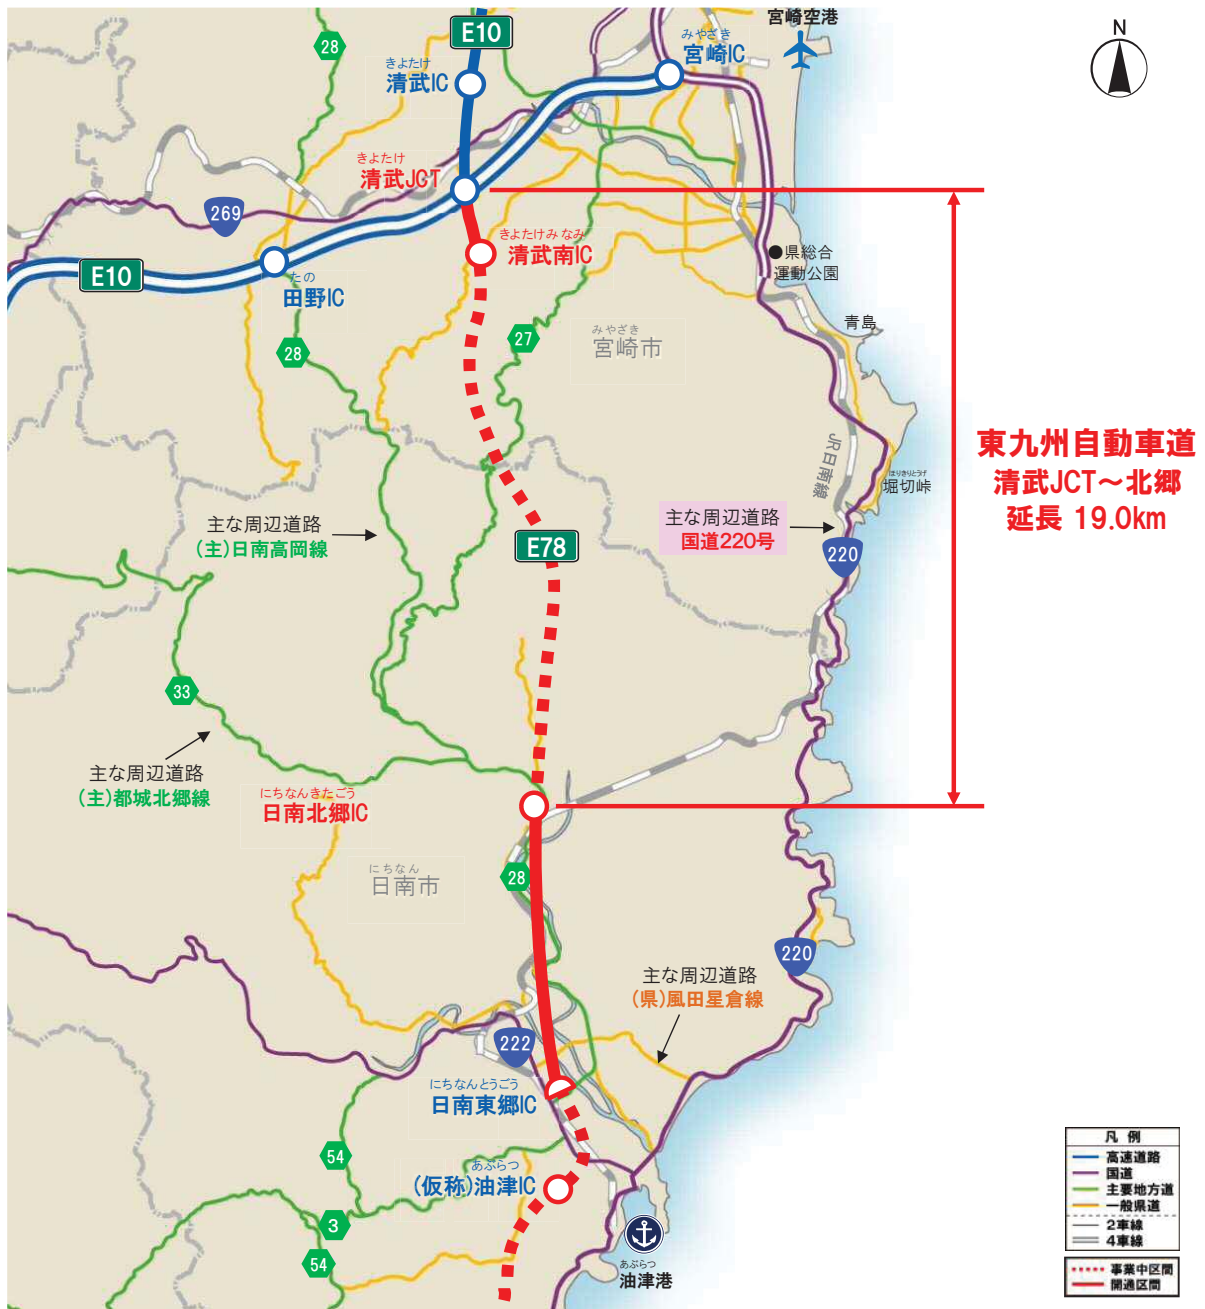 宮崎空港
N
E10
28
みやざき
宮崎IC
きよたけ
清武IC
きよたけ
清武JCT
269
きよたけみなみ
清武南IC
●県総合
運動公園
E10
たの
田野IC
青島
27
みやざき
宮崎市
28
JR日南線
東九州自動車道
清武JCT～北郷
延長 19.0km
ほりきりとうげ
堀切峠
主な周辺道路
(主)日南高岡線
主な周辺道路
国道220号
E78
220
33
主な周辺道路
(主)都城北郷線
にちなんきたごう
日南北郷IC
にちなん
日南市
28
220
主な周辺道路
(県)風田星倉線
222
にちなんとうごう
日南東郷IC
54
あぶらつ
(仮称)油津IC
3
54
あぶらつ
油津港
凡 例
高速道路
国道
主要地方道
一般県道
2車線
4車線
事業中区間
開通区間